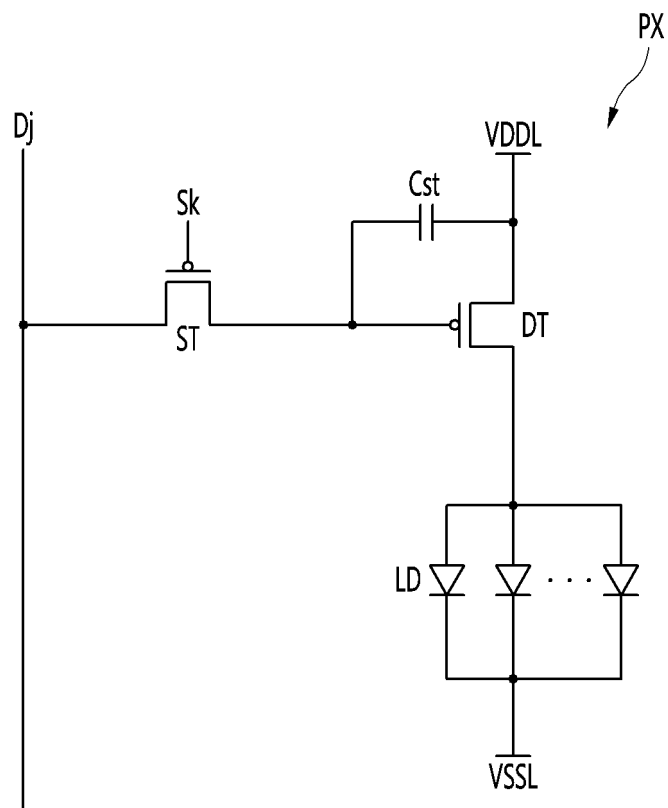 PX
Dj
VDDL
Cst
Sk
ST
DT
LD
. . .
VSSL